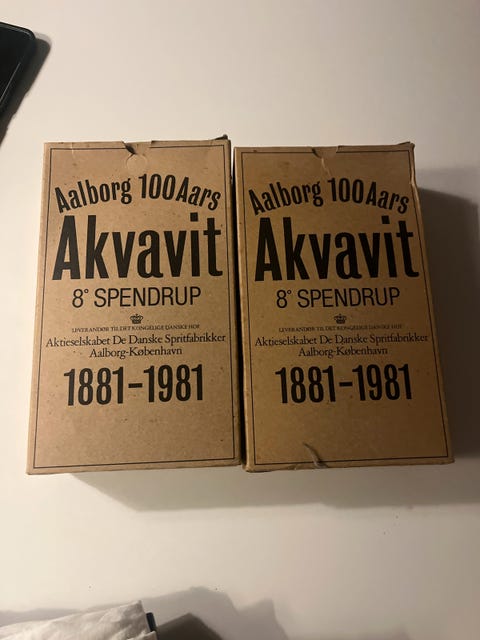 Aalborg 100 Aars
Akvavit
8° SPENDRUP
LEVERANDØR TIL DET KONGELIGE DANSKE HOF
Aktieselskabet De Danske Spritfabrikker
Aalborg-København
1881-1981
Aalborg 100 Aars
Akvavit
8° SPENDRUP
LEVERANDØR TIL DET KONGELIGE DANSKE HOF
Aktieselskabet De Danske Spritfabrikker
Aalborg-København
1881-1981